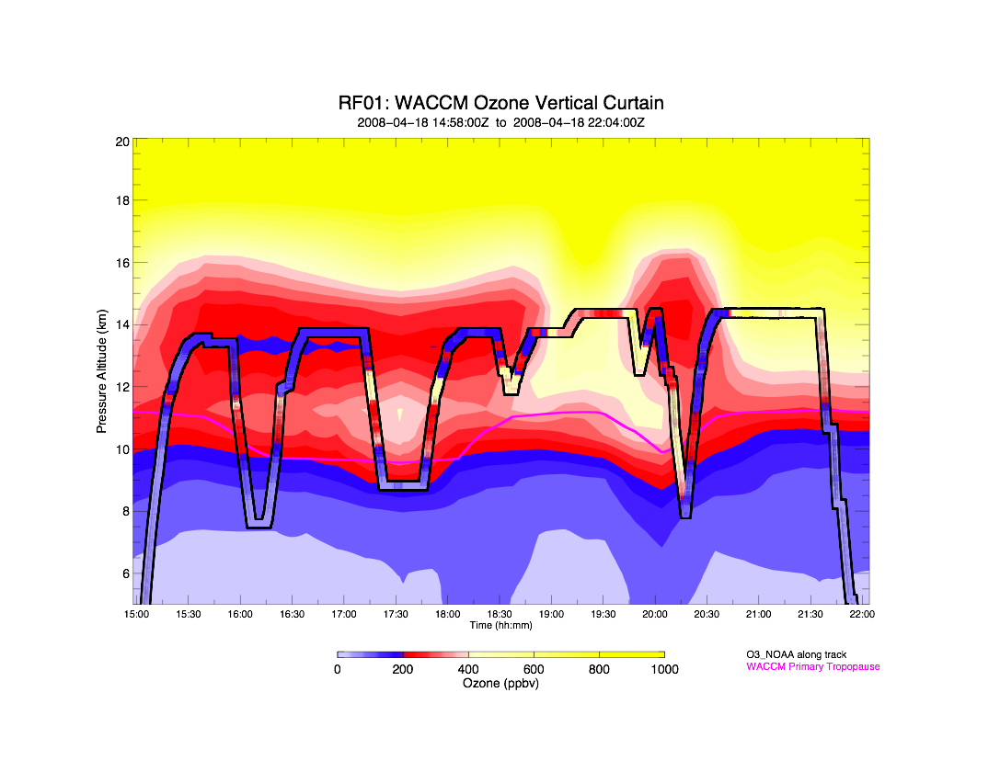 RF01: WACCM Ozone Vertical Curtain
2008-04-18 14:58:00Z to 2008-04-18 22:04:00Z
20
18
16
14
12
10
8
6
Pressure Altitude (km)
15:00 15:30 16:00 16:30 17:00 17:30 18:00 18:30 19:00 19:30 20:00 20:30 21:00 21:30 22:00
Time (hh:mm)
0 200 400 600 800 1000
Ozone (ppbv)
O3_NOAA along track
WACCM Primary Tropopause